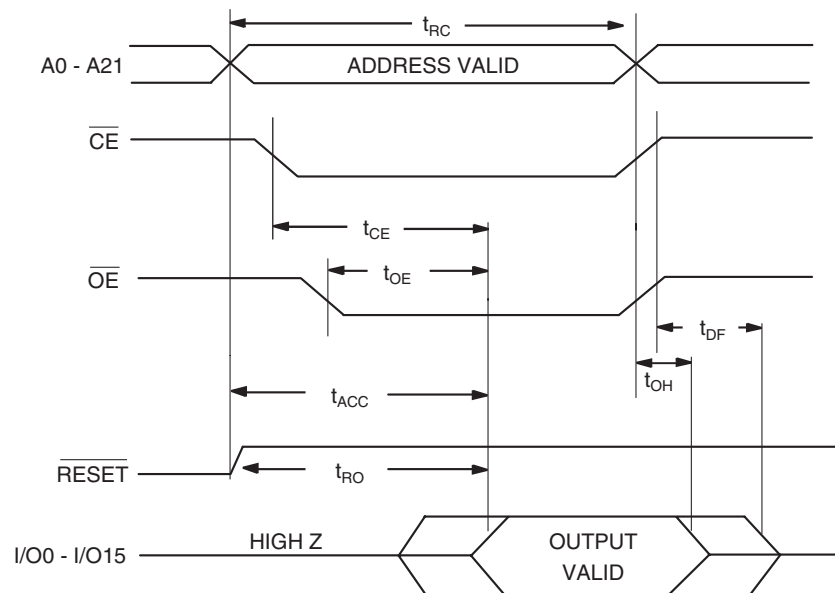 tRC
A0 - A21
ADDRESS VALID
CE
tCE
tOE
OE
tDF
tOH
tACC
RESET
tRO
HIGH Z
I/O0 - I/O15
OUTPUT
VALID